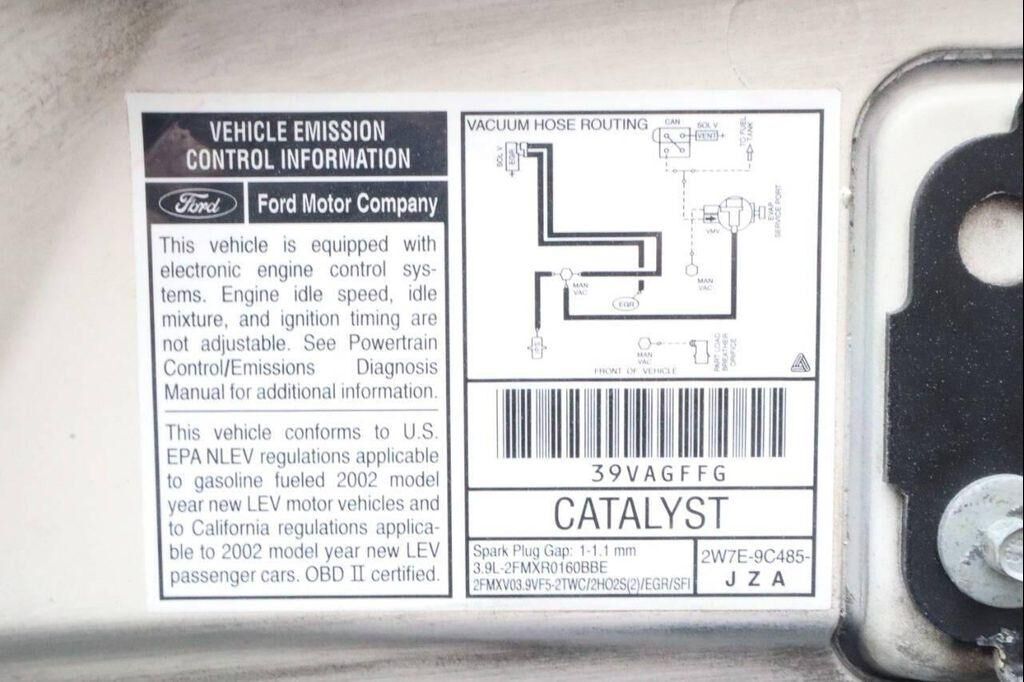 VEHICLE EMISSION
CONTROL INFORMATION
Ford
Ford Motor Company
This vehicle is equipped with
electronic engine control sys-
tems. Engine idle speed, idle
mixture, and ignition timing are
not adjustable. See Powertrain
Control/Emissions Diagnosis
Manual for additional information.
This vehicle conforms to U.S.
EPA NLEV regulations applicable
to gasoline fueled 2002 model
year new LEV motor vehicles and
to California regulations applica-
ble to 2002 model year new LEV
passenger cars. OBD II certified.
VACUUM HOSE ROUTING
CAN
SOL V
VENT
TO FUEL
TANK
SOL V
EGR
EVAP
SERVICE PORT
VMV
MAN
VAC
MAN
VAC
EGR
MAN
VAC
PART LOAD
BREATHER
ORIFICE
FRONT OF VEHICLE
39VAGFFG
CATALYST
Spark Plug Gap: 1-1.1 mm
3.9L-2FMXR0160BBE
2FMXV03.9VF5-2TWC/2HO2S(2)/EGR/SFI
2W7E-9C485-
JZA